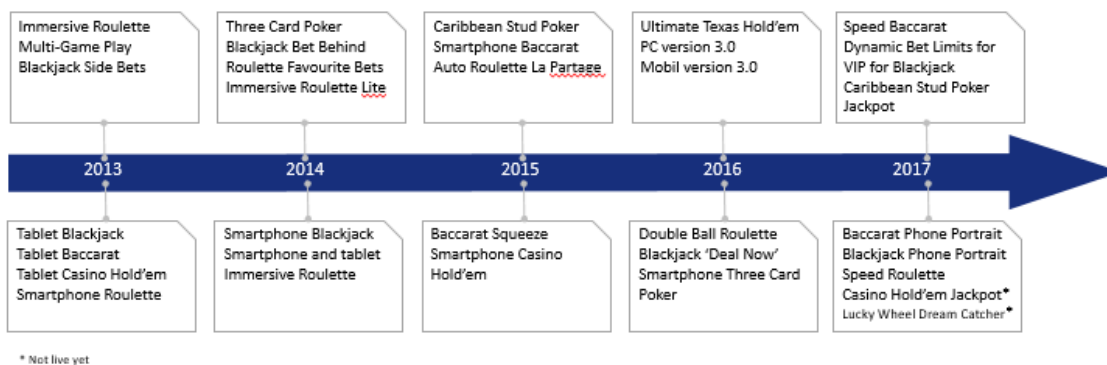 Immersive Roulette
Multi-Game Play
Blackjack Side Bets
Three Card Poker
Blackjack Bet Behind
Roulette Favourite Bets
Immersive Roulette Lite
Caribbean Stud Poker
Smartphone Baccarat
Auto Roulette La Partage
Ultimate Texas Hold’em
PC version 3.0
Mobil version 3.0
Speed Baccarat
Dynamic Bet Limits for
VIP for Blackjack
Caribbean Stud Poker
Jackpot
2013
2014
2015
2016
2017
Tablet Blackjack
Tablet Baccarat
Tablet Casino Hold’em
Smartphone Roulette
Smartphone Blackjack
Smartphone and tablet
Immersive Roulette
Baccarat Squeeze
Smartphone Casino
Hold’em
Double Ball Roulette
Blackjack ‘Deal Now’
Smartphone Three Card
Poker
Baccarat Phone Portrait
Blackjack Phone Portrait
Speed Roulette
Casino Hold’em Jackpot*
Lucky Wheel Dream Catcher*
* Not live yet